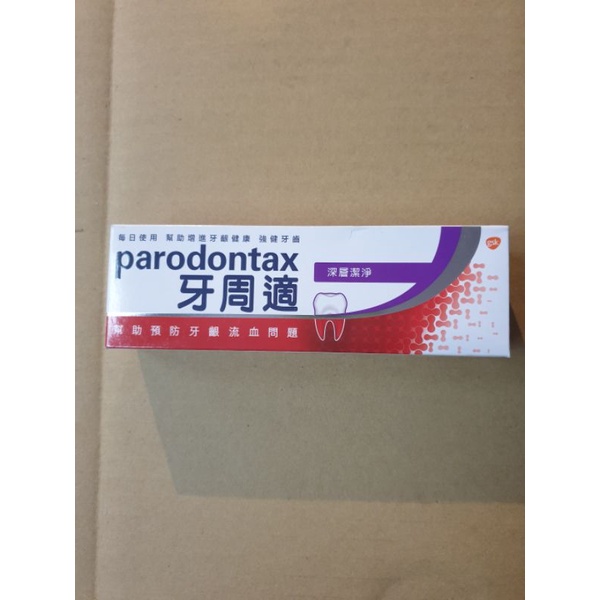 每日使用 幫助增進牙齦健康 強健牙齒
parodontax
牙周適
深層潔淨
幫助預防牙齦流血問題
gsk